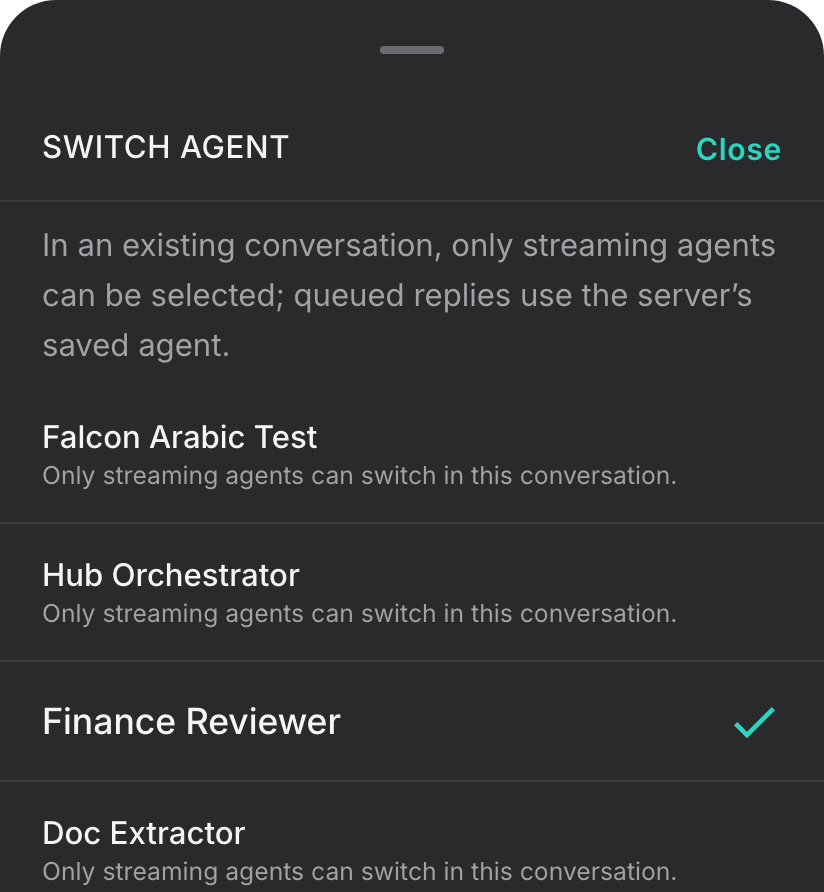 SWITCH AGENT
Close
In an existing conversation, only streaming agents
can be selected; queued replies use the server’s
saved agent.
Falcon Arabic Test
Only streaming agents can switch in this conversation.
Hub Orchestrator
Only streaming agents can switch in this conversation.
Finance Reviewer
Doc Extractor
Only streaming agents can switch in this conversation.